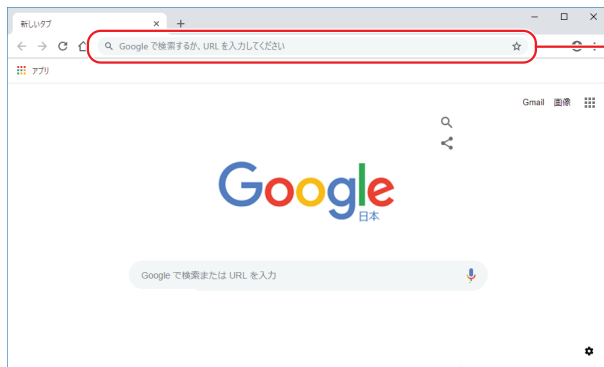 新しいタブ
Google で検索するか、URL を入力してください
アプリ
Gmail 画像
Google
日本
Google で検索または URL を入力